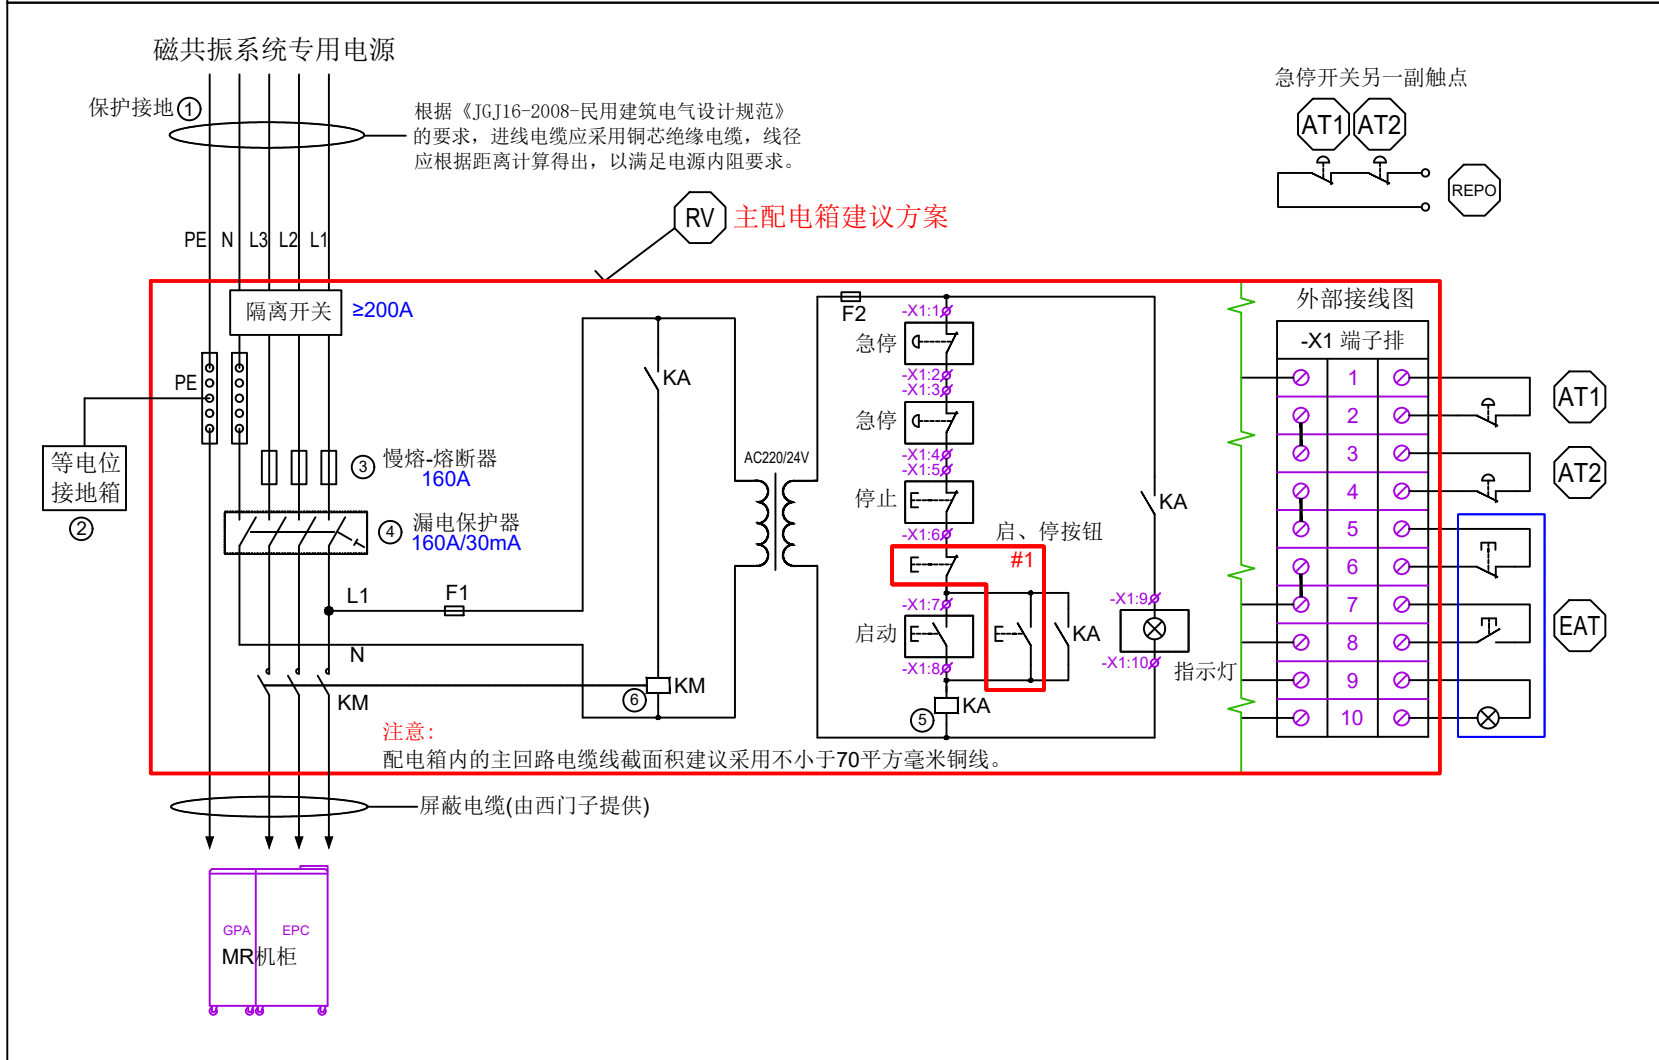 磁共振系统专用电源
保护接地①
根据《JGJ16-2008-民用建筑电气设计规范》
的要求，进线电缆应采用铜芯绝缘电缆，线径
应根据距离计算得出，以满足电源内阻要求。
急停开关另一副触点
AT1 AT2
REPO
RV 主配电箱建议方案
PE N L3 L2 L1
隔离开关 ≥200A
PE
等电位
接地箱
②
③ 慢熔-熔断器
160A
④ 漏电保护器
160A/30mA
L1 F1
N
KM
KA
⑥ KM
AC220/24V
F2
-X1:1
急停
-X1:2
-X1:3
急停
-X1:4
-X1:5
停止
-X1:6
启、停按钮
#1
-X1:7
启动
-X1:8
KA
⑤ KA
KA
-X1:9
-X1:10
指示灯
外部接线图
-X1 端子排
1
2
3
4
5
6
7
8
9
10
AT1
AT2
EAT
注意:
配电箱内的主回路电缆线截面积建议采用不小于70平方毫米铜线。
屏蔽电缆(由西门子提供)
GPA EPC
MR机柜